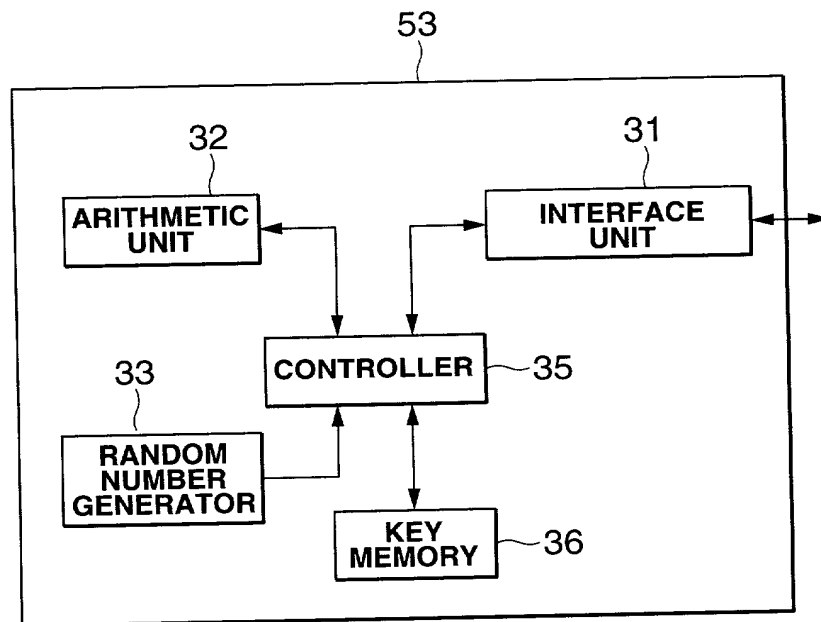 53
32
31
ARITHMETIC
UNIT
INTERFACE
UNIT
CONTROLLER
35
33
RANDOM
NUMBER
GENERATOR
KEY
MEMORY
36